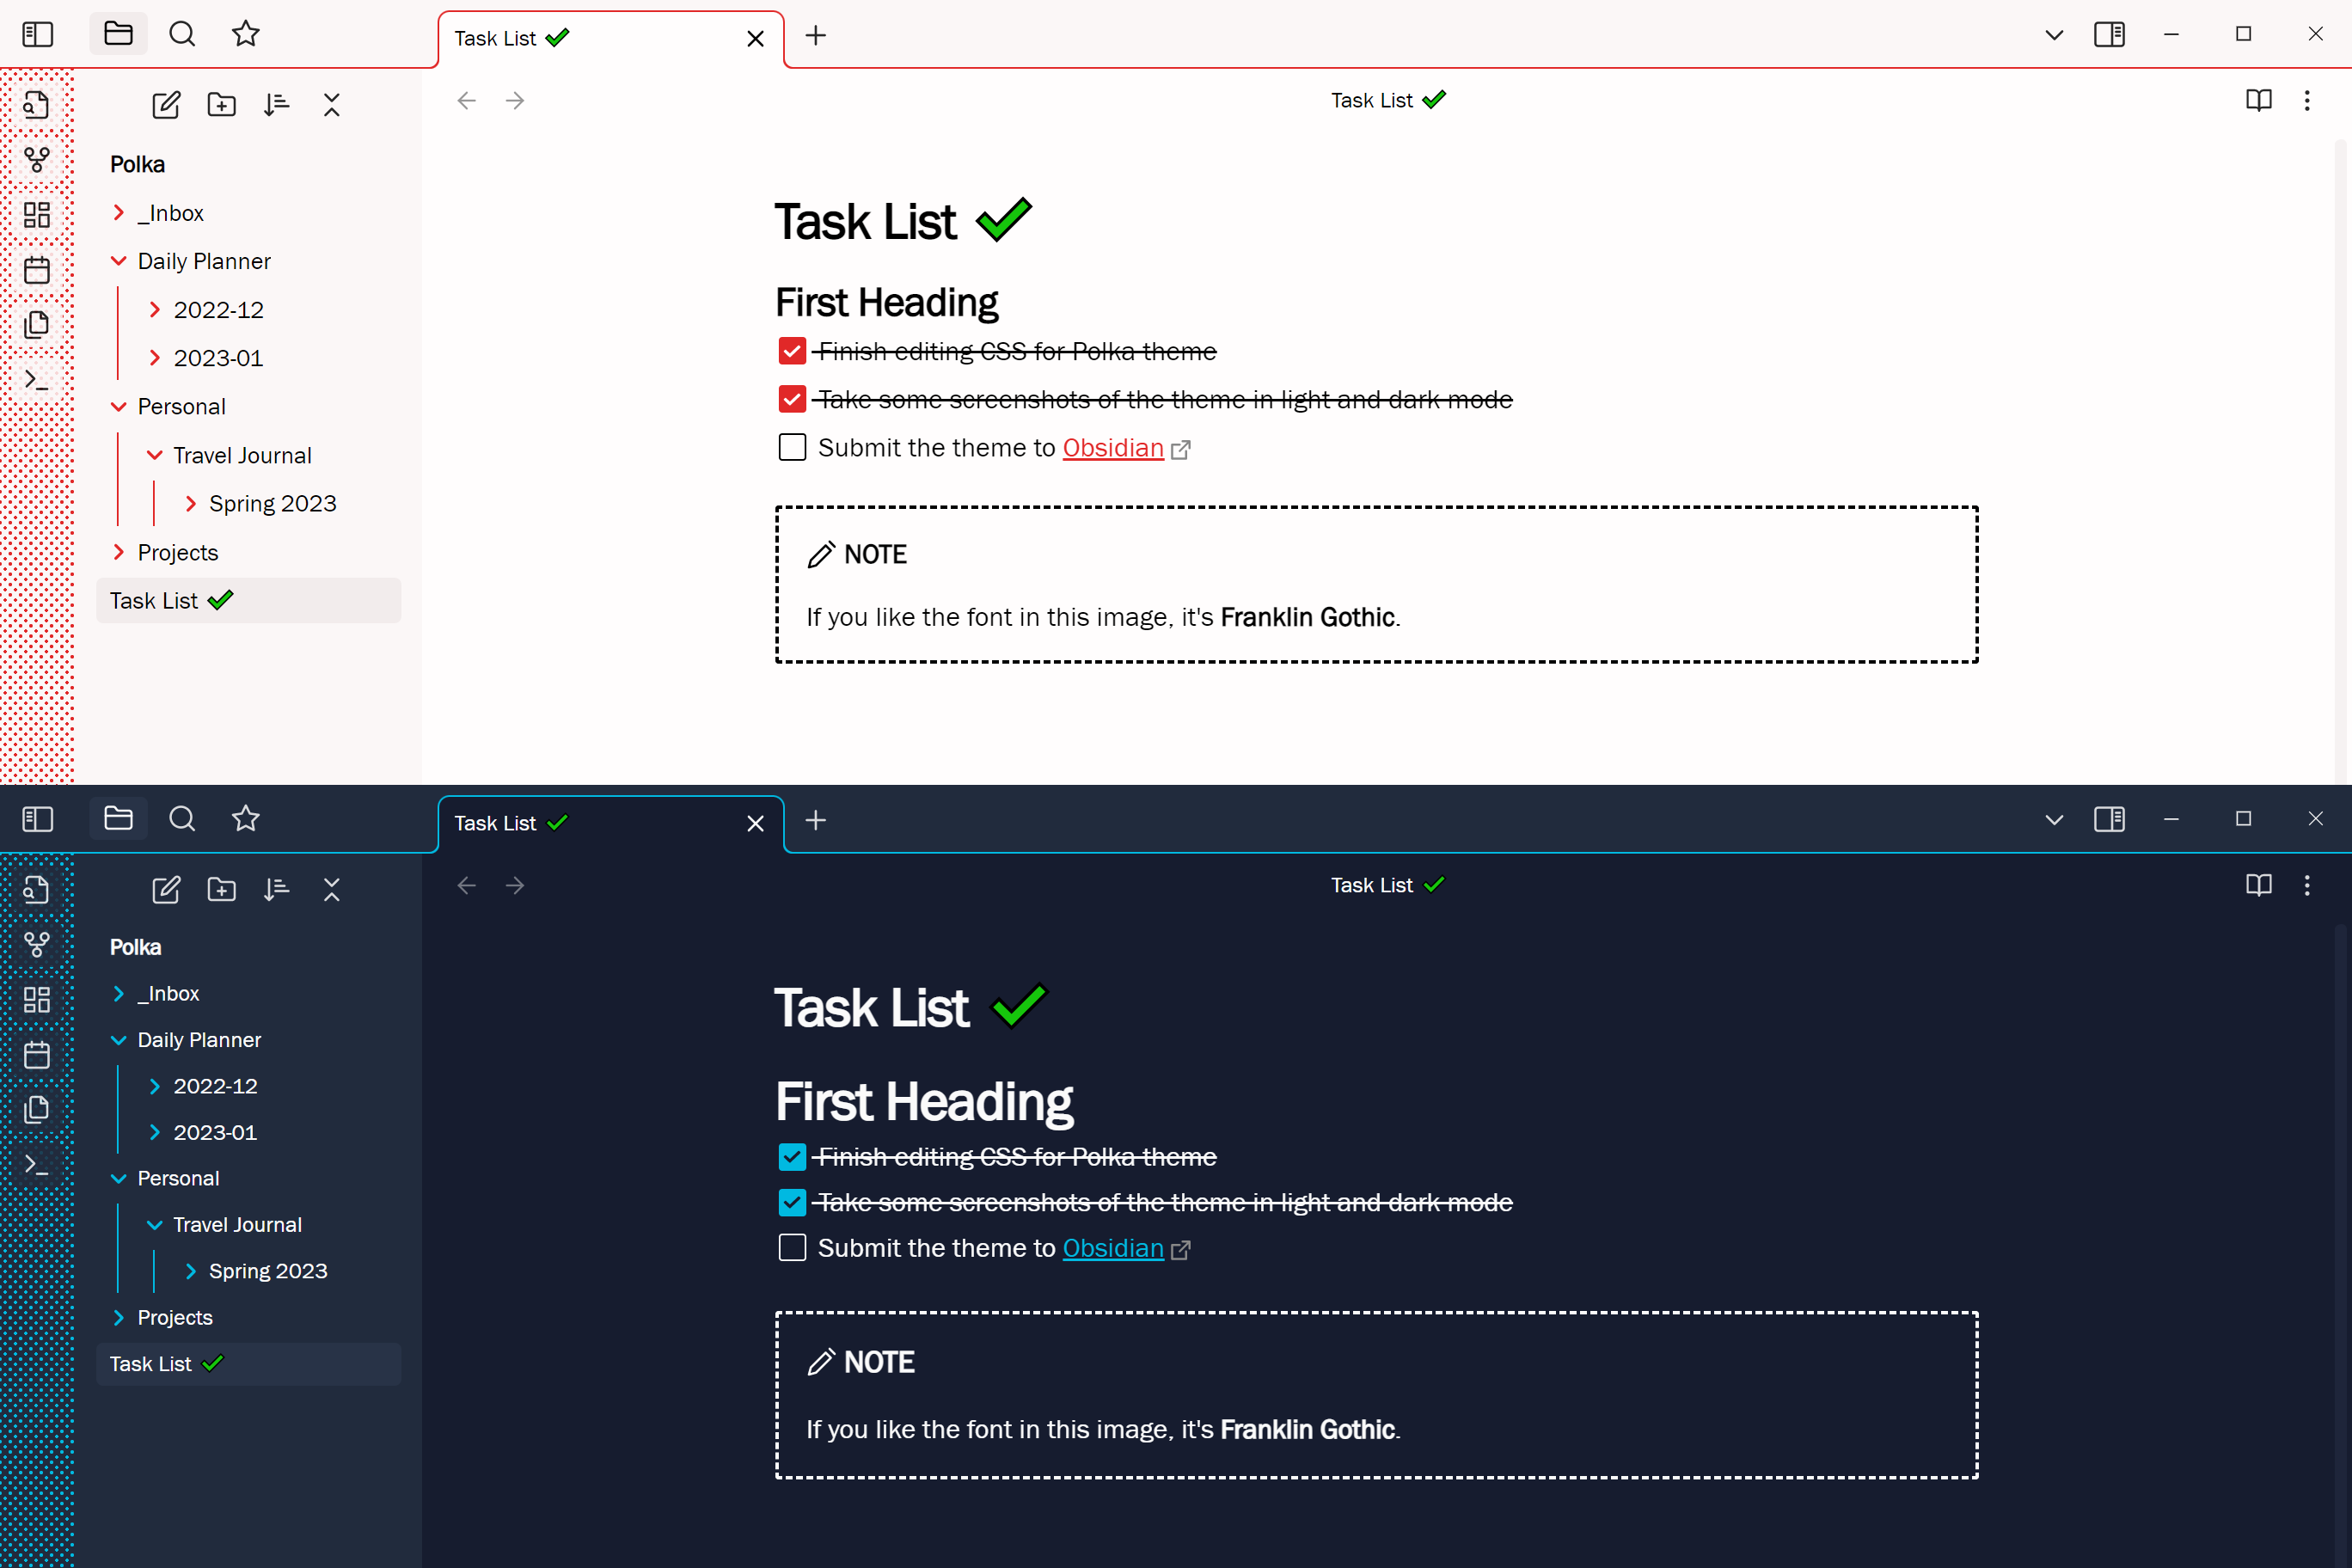 Task List
Task List
Polka
_Inbox
Daily Planner
2022-12
2023-01
Personal
Travel Journal
Spring 2023
Projects
Task List
Task List
First Heading
Finish editing CSS for Polka theme
Take some screenshots of the theme in light and dark mode
Submit the theme to Obsidian
NOTE
If you like the font in this image, it's Franklin Gothic.
Task List
Task List
Polka
_Inbox
Daily Planner
2022-12
2023-01
Personal
Travel Journal
Spring 2023
Projects
Task List
Task List
First Heading
Finish editing CSS for Polka theme
Take some screenshots of the theme in light and dark mode
Submit the theme to Obsidian
NOTE
If you like the font in this image, it's Franklin Gothic.